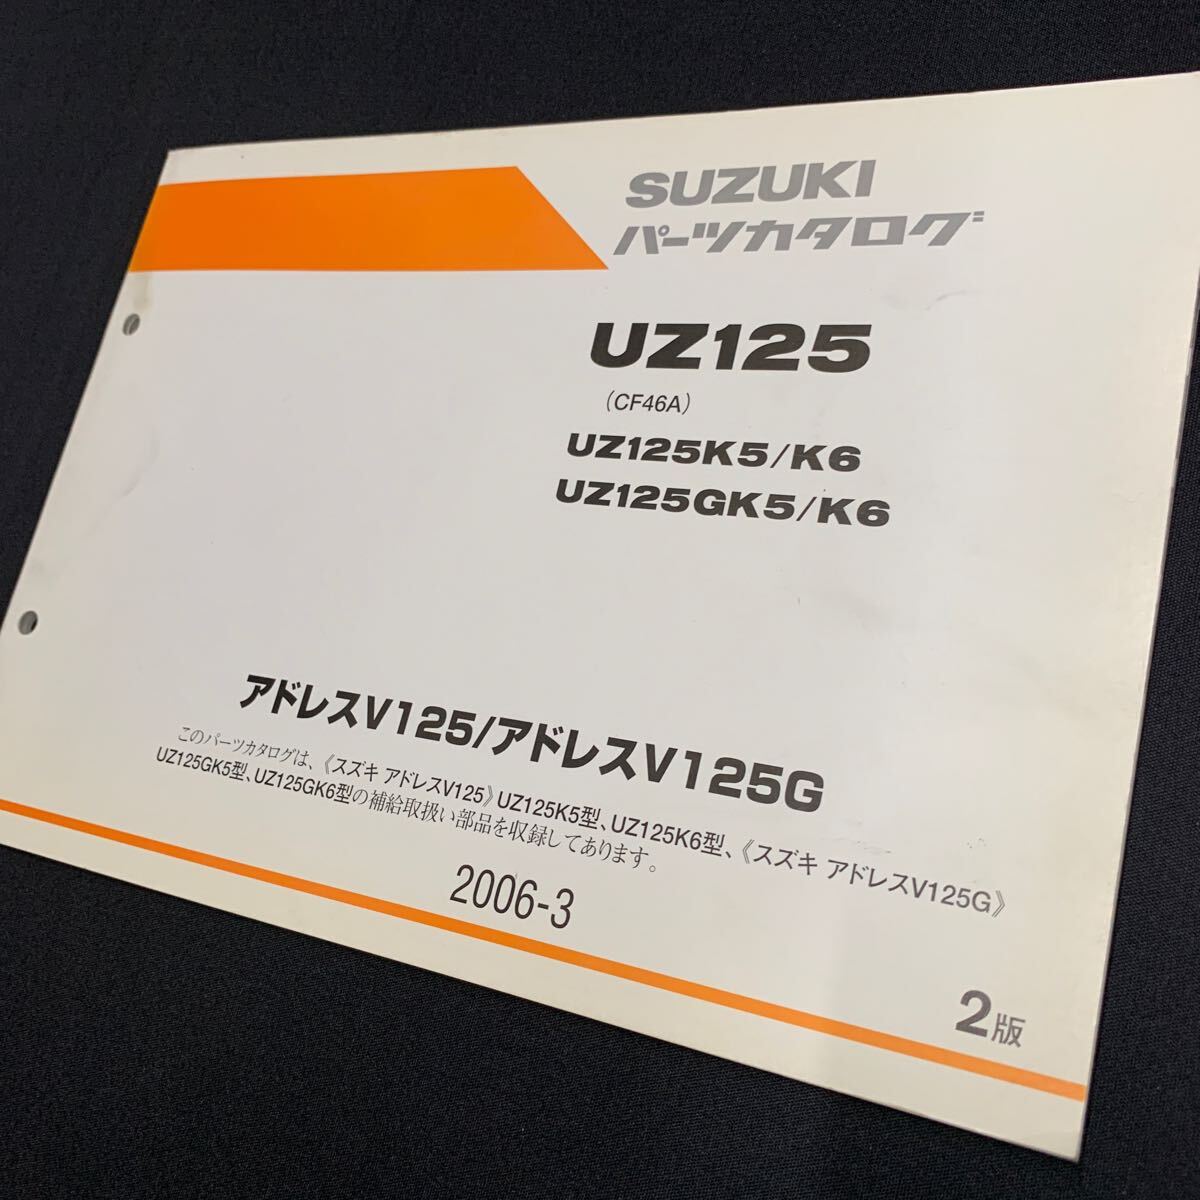 SUZUKI
パーツカタログ
UZ125
(CF46A)
UZ125K5/K6
UZ125GK5/K6
アドレスV125/アドレスV125G
このパーツカタログは、《スズキ アドレスV125》UZ125K5型、UZ125K6型、《スズキ アドレスV125G》
UZ125GK5型、UZ125GK6型の補給取扱い部品を収録してあります。
2006-3
2版